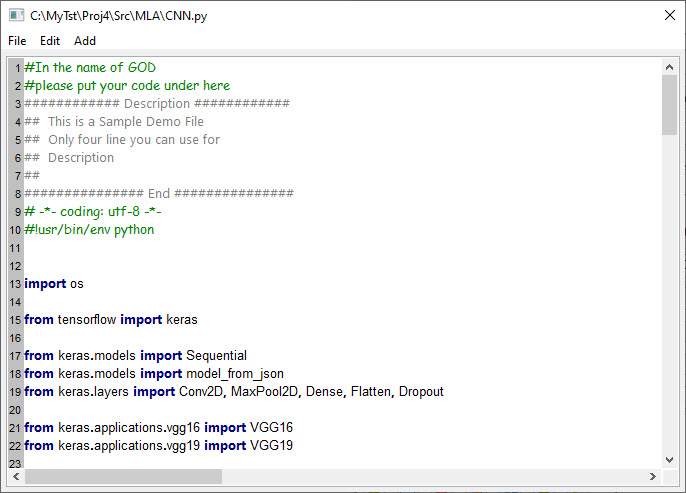 C:\MyTst\Proj4\Src\MLA\CNN.py
File Edit Add
1 #In the name of GOD
2 #please put your code under here
3 ############ Description ############
4 ## This is a Sample Demo File
5 ## Only four line you can use for
6 ## Description
7 ##
8 ############### End ###############
9 # -*- coding: utf-8 -*-
10 #!usr/bin/env python
11
12
13 import os
14
15 from tensorflow import keras
16
17 from keras.models import Sequential
18 from keras.models import model_from_json
19 from keras.layers import Conv2D, MaxPool2D, Dense, Flatten, Dropout
20
21 from keras.applications.vgg16 import VGG16
22 from keras.applications.vgg19 import VGG19
23